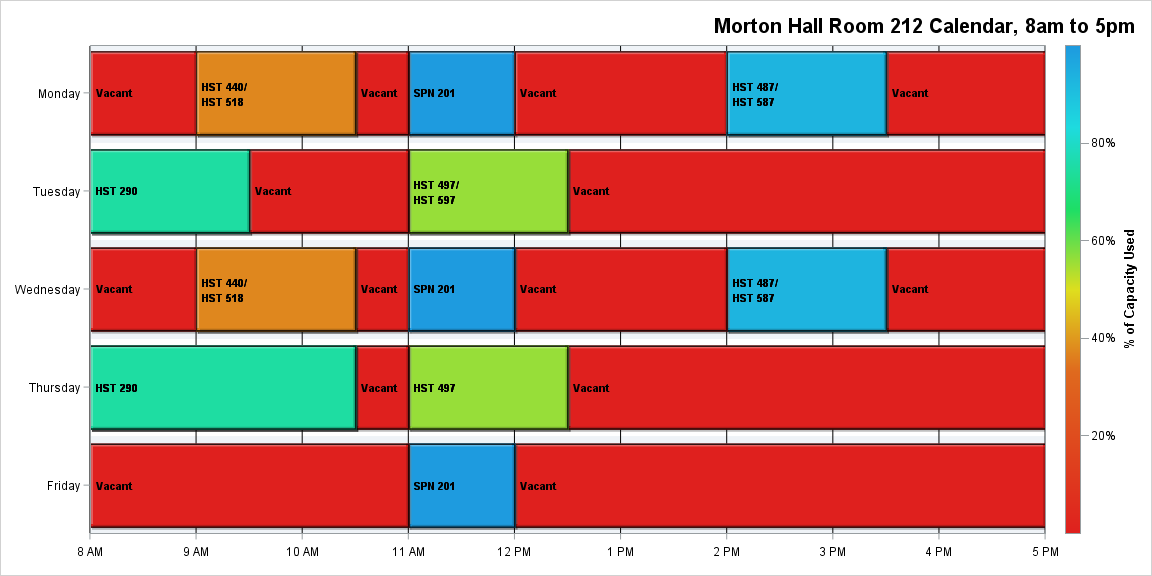 Morton Hall Room 212 Calendar, 8am to 5pm
Monday
Vacant
HST 440/
HST 518
Vacant
SPN 201
Vacant
HST 487/
HST 587
Vacant
Tuesday
HST 290
Vacant
HST 497/
HST 597
Vacant
Wednesday
Vacant
HST 440/
HST 518
Vacant
SPN 201
Vacant
HST 487/
HST 587
Vacant
Thursday
HST 290
Vacant
HST 497
Vacant
Friday
Vacant
SPN 201
Vacant
8 AM
9 AM
10 AM
11 AM
12 PM
1 PM
2 PM
3 PM
4 PM
5 PM
80%
60%
40%
20%
% of Capacity Used